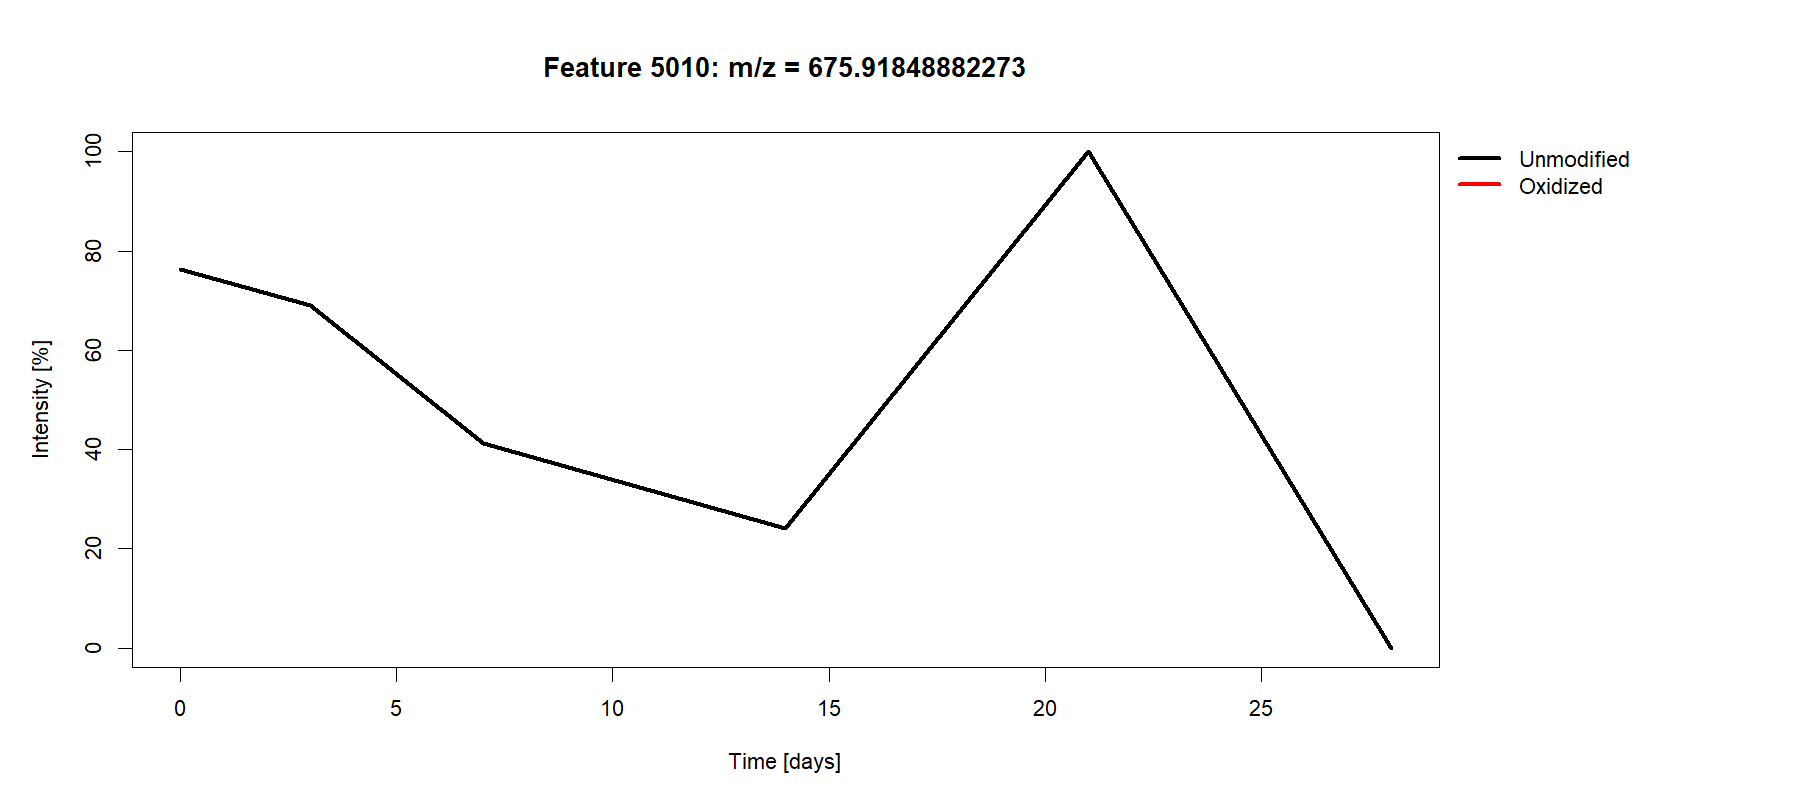 Feature 5010: m/z = 675.91848882273
Unmodified
Oxidized
Intensity [%]
100
80
60
40
20
0
0 5 10 15 20 25
Time [days]